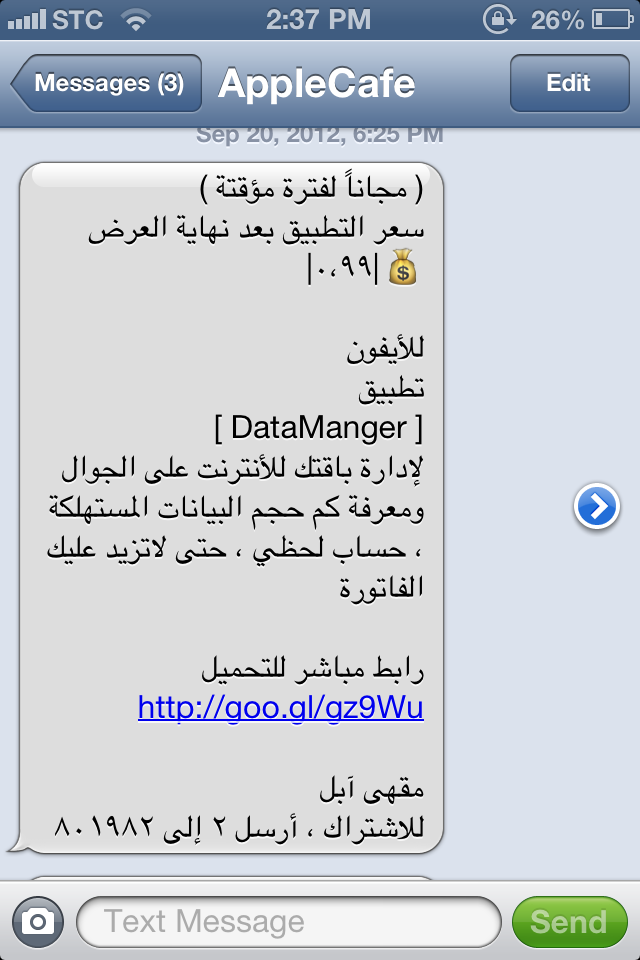 STC 2:37 PM 26%
Messages (3) AppleCafe Edit
Sep 20, 2012, 6:25 PM
( مجاناً لفترة مؤقتة )
سعر التطبيق بعد نهاية العرض
💰|٠،٩٩|
للأيفون
تطبيق
[ DataManger ]
لإدارة باقتك للأنترنت على الجوال
ومعرفة كم حجم البيانات المستهلكة
، حساب لحظي ، حتى لاتزيد عليك
الفاتورة
رابط مباشر للتحميل
http://goo.gl/gz9Wu
مقهى آبل
للاشتراك ، أرسل ٢ إلى ٨٠١٩٨٢
Text Message Send